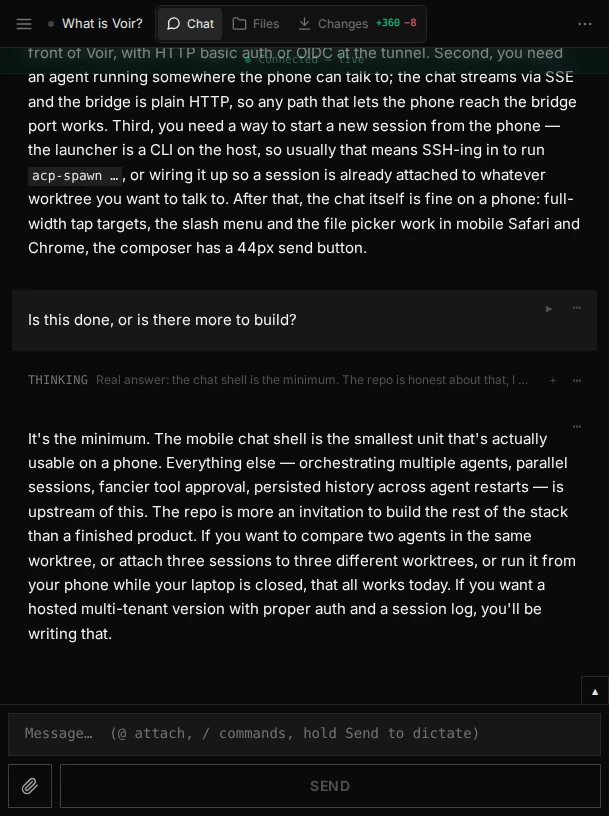 What is Voir?
Chat
Files
Changes +360 −8
front of Voir, with HTTP basic auth or OIDC at the tunnel. Second, you need
connected — live
an agent running somewhere the phone can talk to; the chat streams via SSE
and the bridge is plain HTTP, so any path that lets the phone reach the bridge
port works. Third, you need a way to start a new session from the phone —
the launcher is a CLI on the host, so usually that means SSH-ing in to run
acp-spawn … , or wiring it up so a session is already attached to whatever
worktree you want to talk to. After that, the chat itself is fine on a phone: full-
width tap targets, the slash menu and the file picker work in mobile Safari and
Chrome, the composer has a 44px send button.
Is this done, or is there more to build?
THINKING Real answer: the chat shell is the minimum. The repo is honest about that, I …
It's the minimum. The mobile chat shell is the smallest unit that's actually
usable on a phone. Everything else — orchestrating multiple agents, parallel
sessions, fancier tool approval, persisted history across agent restarts — is
upstream of this. The repo is more an invitation to build the rest of the stack
than a finished product. If you want to compare two agents in the same
worktree, or attach three sessions to three different worktrees, or run it from
your phone while your laptop is closed, that all works today. If you want a
hosted multi-tenant version with proper auth and a session log, you'll be
writing that.
Message… (@ attach, / commands, hold Send to dictate)
SEND